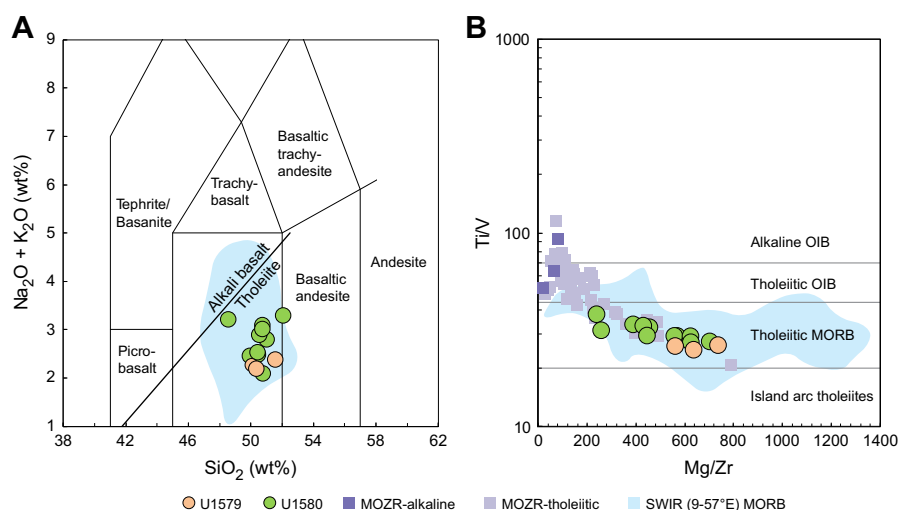 A
9
8
7
6
5
4
3
2
1
Na₂O + K₂O (wt%)
Tephrite/
Basanite
Trachy-
basalt
Basaltic
trachy-
andesite
Picro-
basalt
Alkali basalt
Tholeiite
Basaltic
andesite
Andesite
38
42
46
50
54
58
62
SiO₂ (wt%)
B
1000
100
10
Ti/V
Alkaline OIB
Tholeiitic OIB
Tholeiitic MORB
Island arc tholeiites
0
200
400
600
800
1000
1200
1400
Mg/Zr
U1579
U1580
MOZR-alkaline
MOZR-tholeiitic
SWIR (9-57°E) MORB